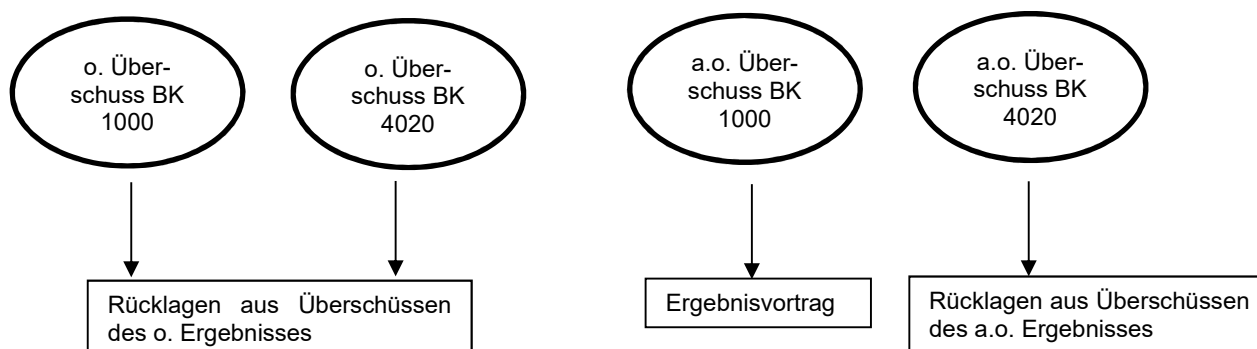 o. Über-
schuss BK
1000
o. Über-
schuss BK
4020
a.o. Über-
schuss BK
1000
a.o. Über-
schuss BK
4020
Rücklagen aus Überschüssen
des o. Ergebnisses
Ergebnisvortrag
Rücklagen aus Überschüssen
des a.o. Ergebnisses